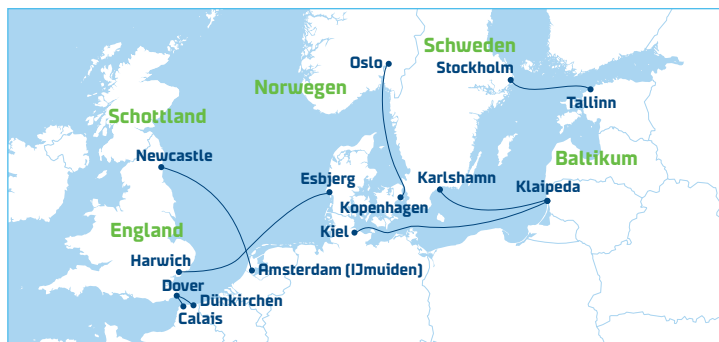 Schweden
Oslo
Stockholm
Norwegen
Tallinn
Schottland
Newcastle
Baltikum
Esbjerg
Karlshamn
Klaipeda
Kopenhagen
England
Kiel
Harwich
Amsterdam (IJmuiden)
Dover
Dünkirchen
Calais